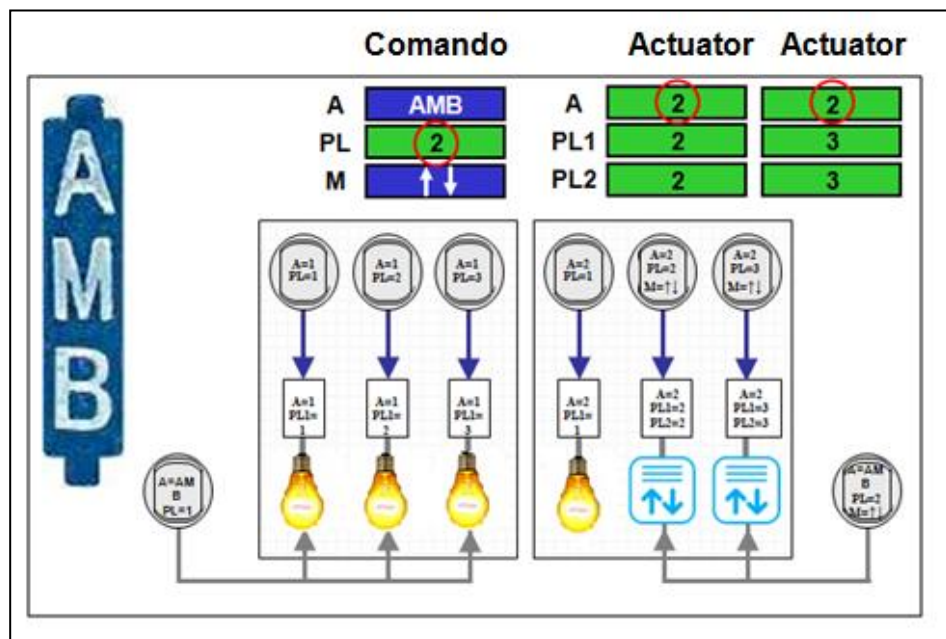 Comando Actuator Actuator
AMB
A AMB A 2 2
PL 2 PL1 2 3
M ↑↓ PL2 2 3
A=1
PL=1
A=1
PL=2
A=1
PL=3
A=2
PL=1
A=2
PL=2
M=↑↓
A=2
PL=3
M=↑↓
A=1
PL1=
1
A=1
PL1=
2
A=1
PL1=
3
A=2
PL1=
1
A=2
PL1=2
PL2=2
A=2
PL1=3
PL2=3
A=AM
B
PL=1
A=AM
B
PL=2
M=↑↓